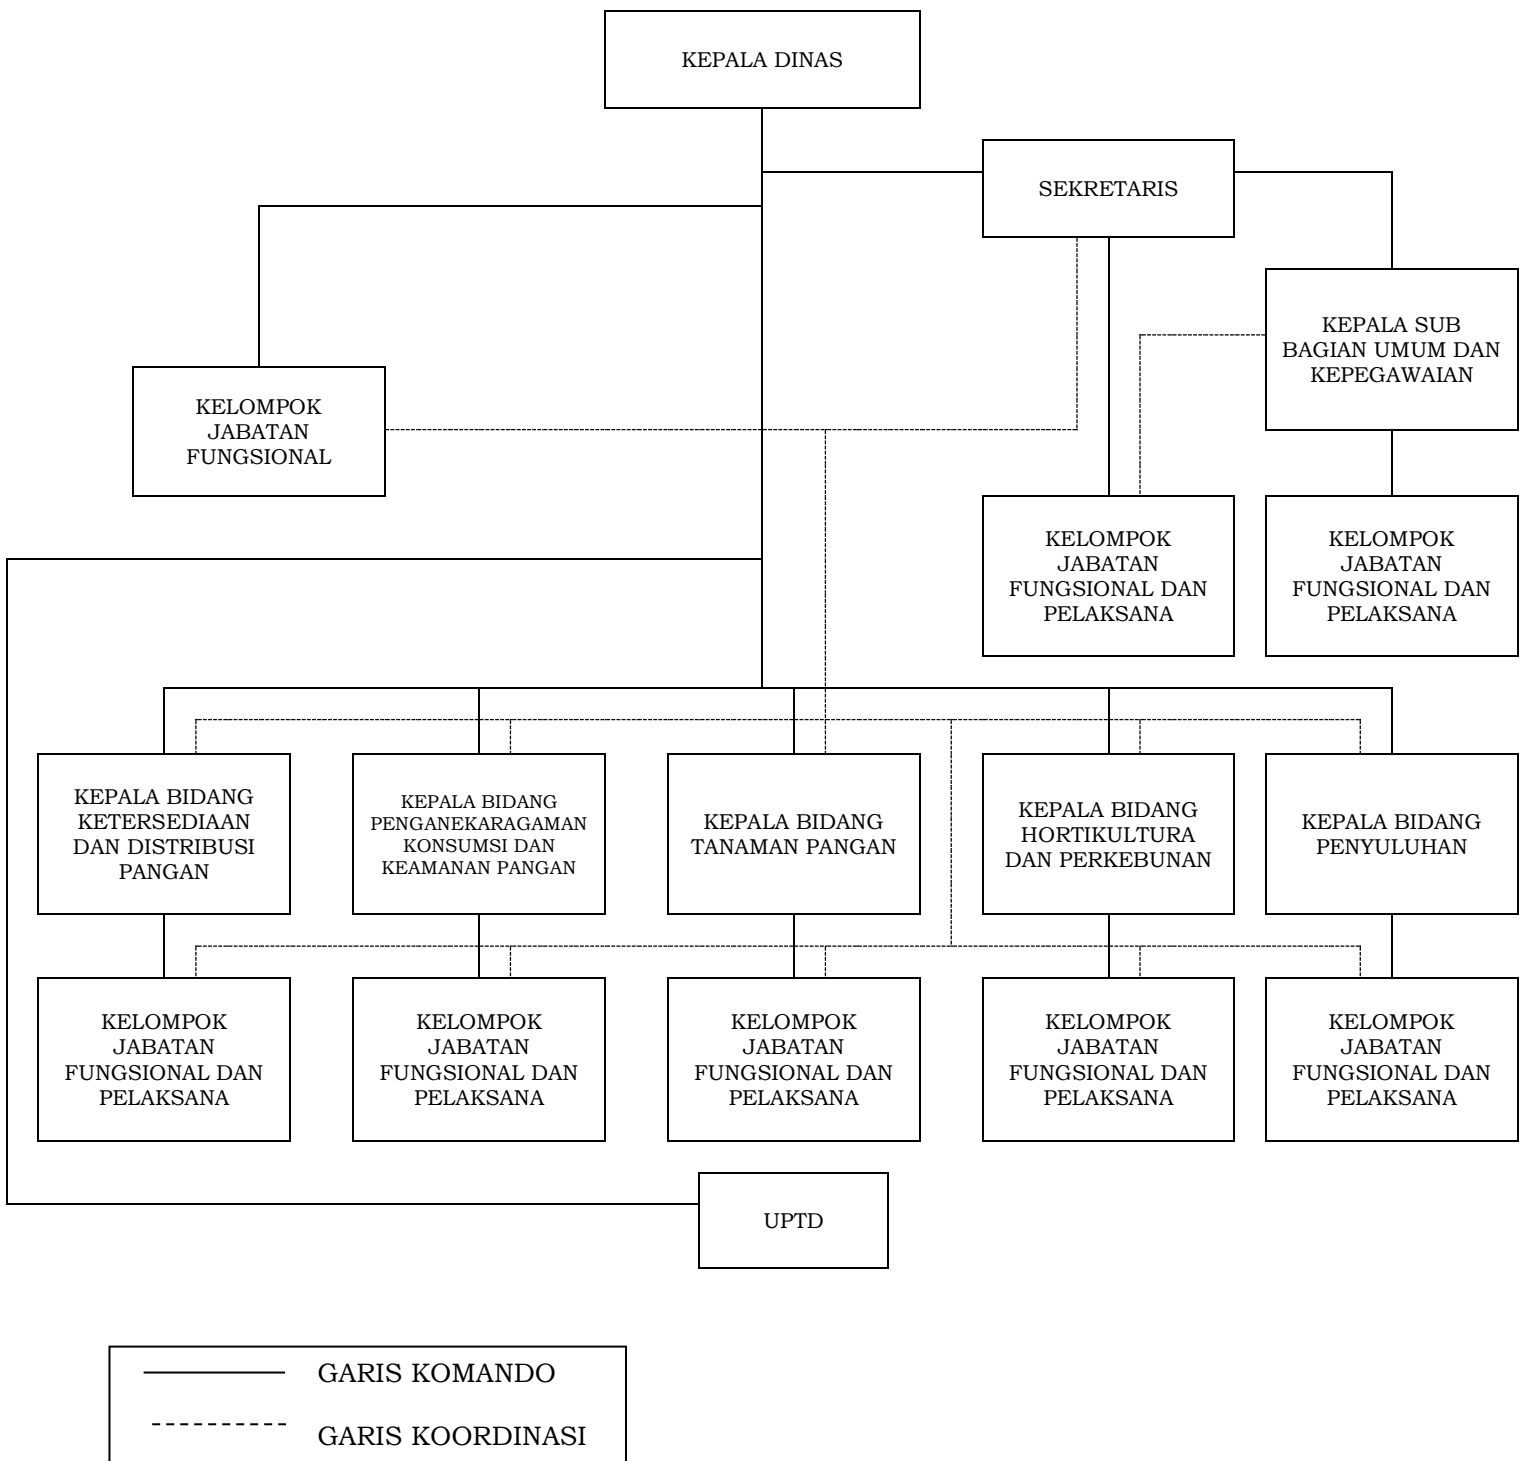 KEPALA DINAS
SEKRETARIS
KEPALA SUB
BAGIAN UMUM DAN
KEPEGAWAIAN
KELOMPOK
JABATAN
FUNGSIONAL
KELOMPOK
JABATAN
FUNGSIONAL DAN
PELAKSANA
KELOMPOK
JABATAN
FUNGSIONAL DAN
PELAKSANA
KEPALA BIDANG
KETERSEDIAAN
DAN DISTRIBUSI
PANGAN
KEPALA BIDANG
PENGANEKARAGAMAN
KONSUMSI DAN
KEAMANAN PANGAN
KEPALA BIDANG
TANAMAN PANGAN
KEPALA BIDANG
HORTIKULTURA
DAN PERKEBUNAN
KEPALA BIDANG
PENYULUHAN
KELOMPOK
JABATAN
FUNGSIONAL DAN
PELAKSANA
KELOMPOK
JABATAN
FUNGSIONAL DAN
PELAKSANA
KELOMPOK
JABATAN
FUNGSIONAL DAN
PELAKSANA
KELOMPOK
JABATAN
FUNGSIONAL DAN
PELAKSANA
KELOMPOK
JABATAN
FUNGSIONAL DAN
PELAKSANA
UPTD
GARIS KOMANDO
GARIS KOORDINASI